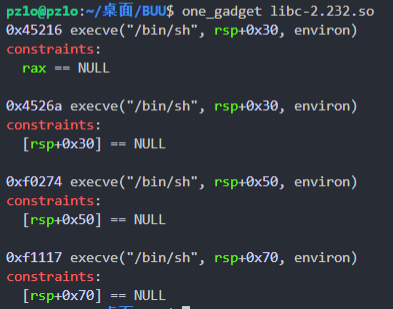 pz1o@pz1o:~/桌面/BUU$ one_gadget libc-2.232.so
0x45216 execve("/bin/sh", rsp+0x30, environ)
constraints:
  rax == NULL

0x4526a execve("/bin/sh", rsp+0x30, environ)
constraints:
  [rsp+0x30] == NULL

0xf0274 execve("/bin/sh", rsp+0x50, environ)
constraints:
  [rsp+0x50] == NULL

0xf1117 execve("/bin/sh", rsp+0x70, environ)
constraints:
  [rsp+0x70] == NULL